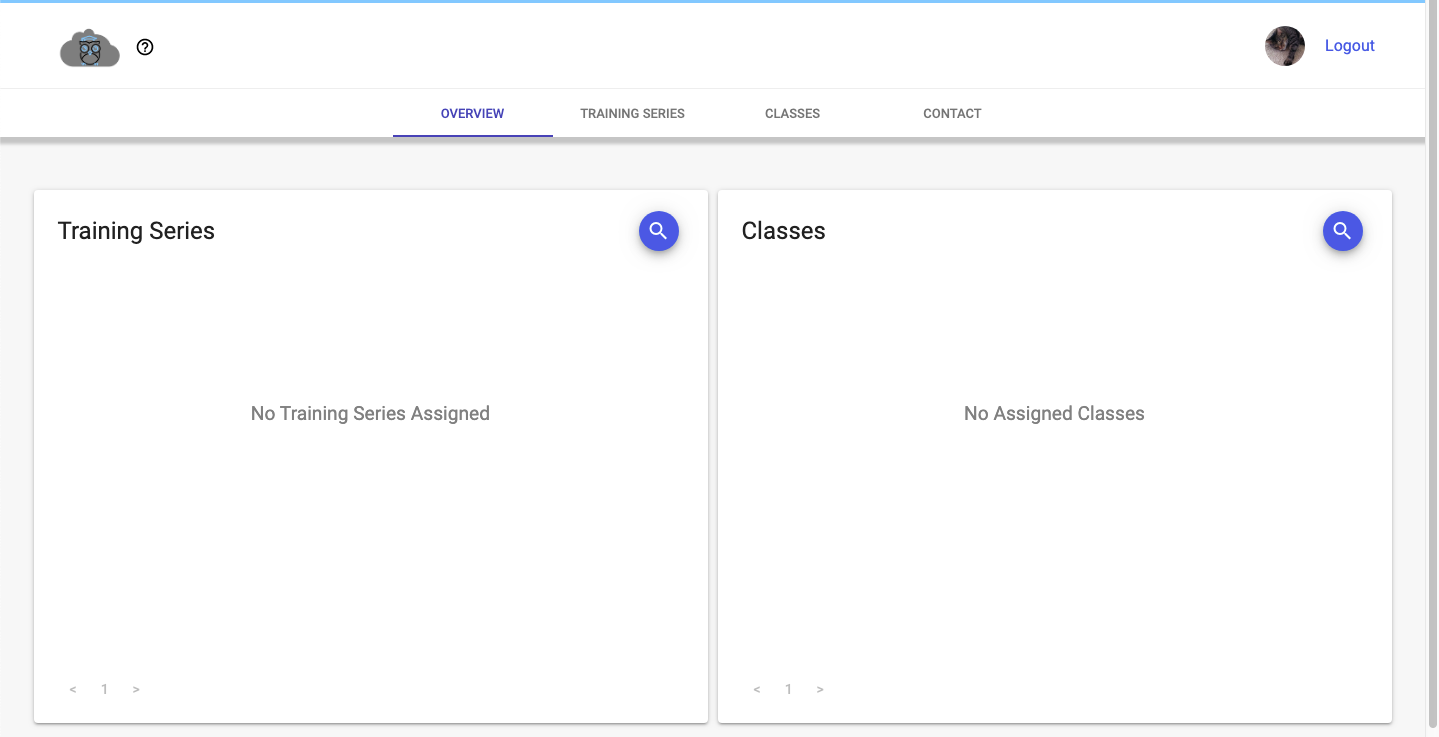 Logout
OVERVIEW TRAINING SERIES CLASSES CONTACT
Training Series
No Training Series Assigned
< 1 >
Classes
No Assigned Classes
< 1 >